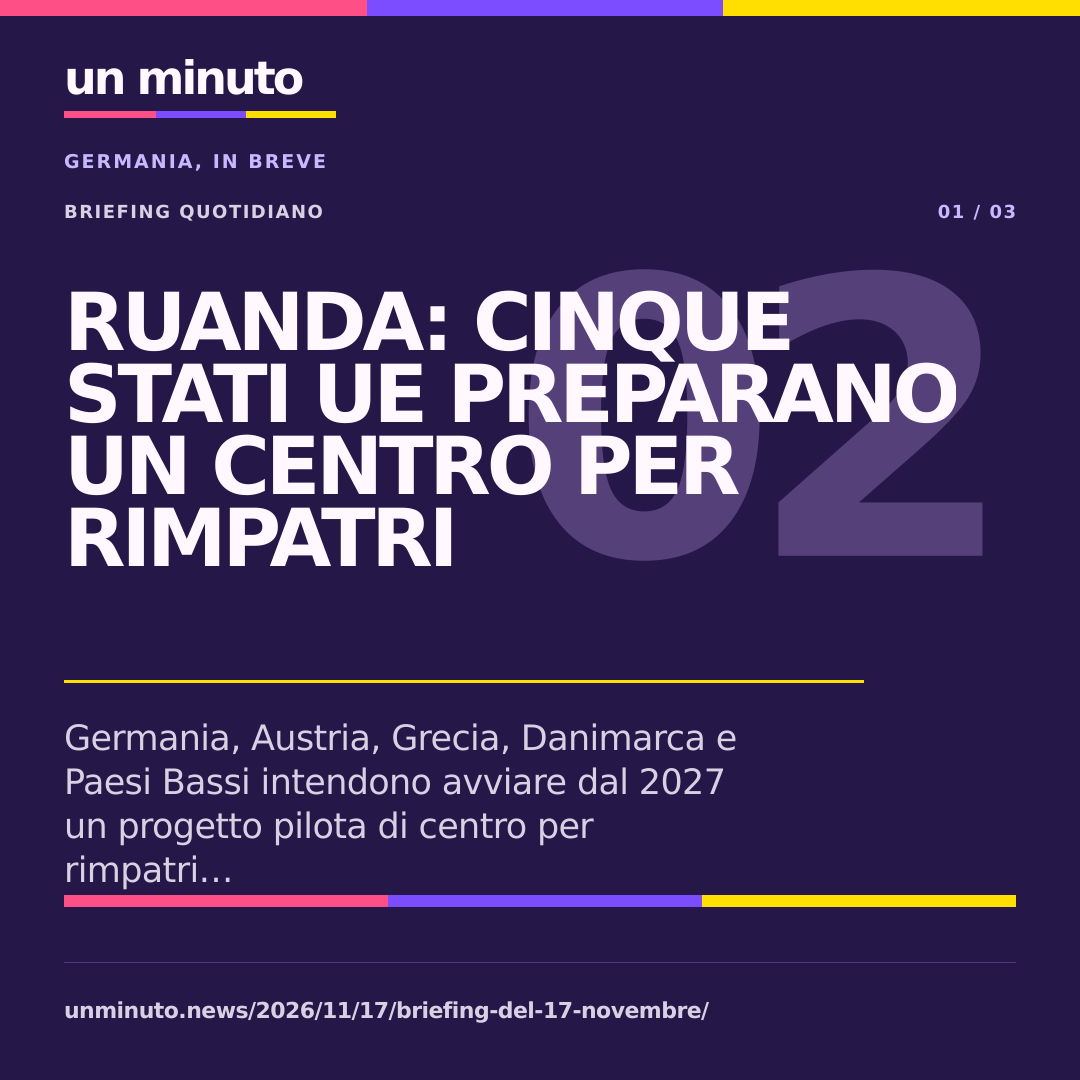 un minuto
GERMANIA, IN BREVE
BRIEFING QUOTIDIANO
01 / 03
02
RUANDA: CINQUE
STATI UE PREPARANO
UN CENTRO PER
RIMPATRI
Germania, Austria, Grecia, Danimarca e
Paesi Bassi intendono avviare dal 2027
un progetto pilota di centro per
rimpatri…
unminuto.news/2026/11/17/briefing-del-17-novembre/